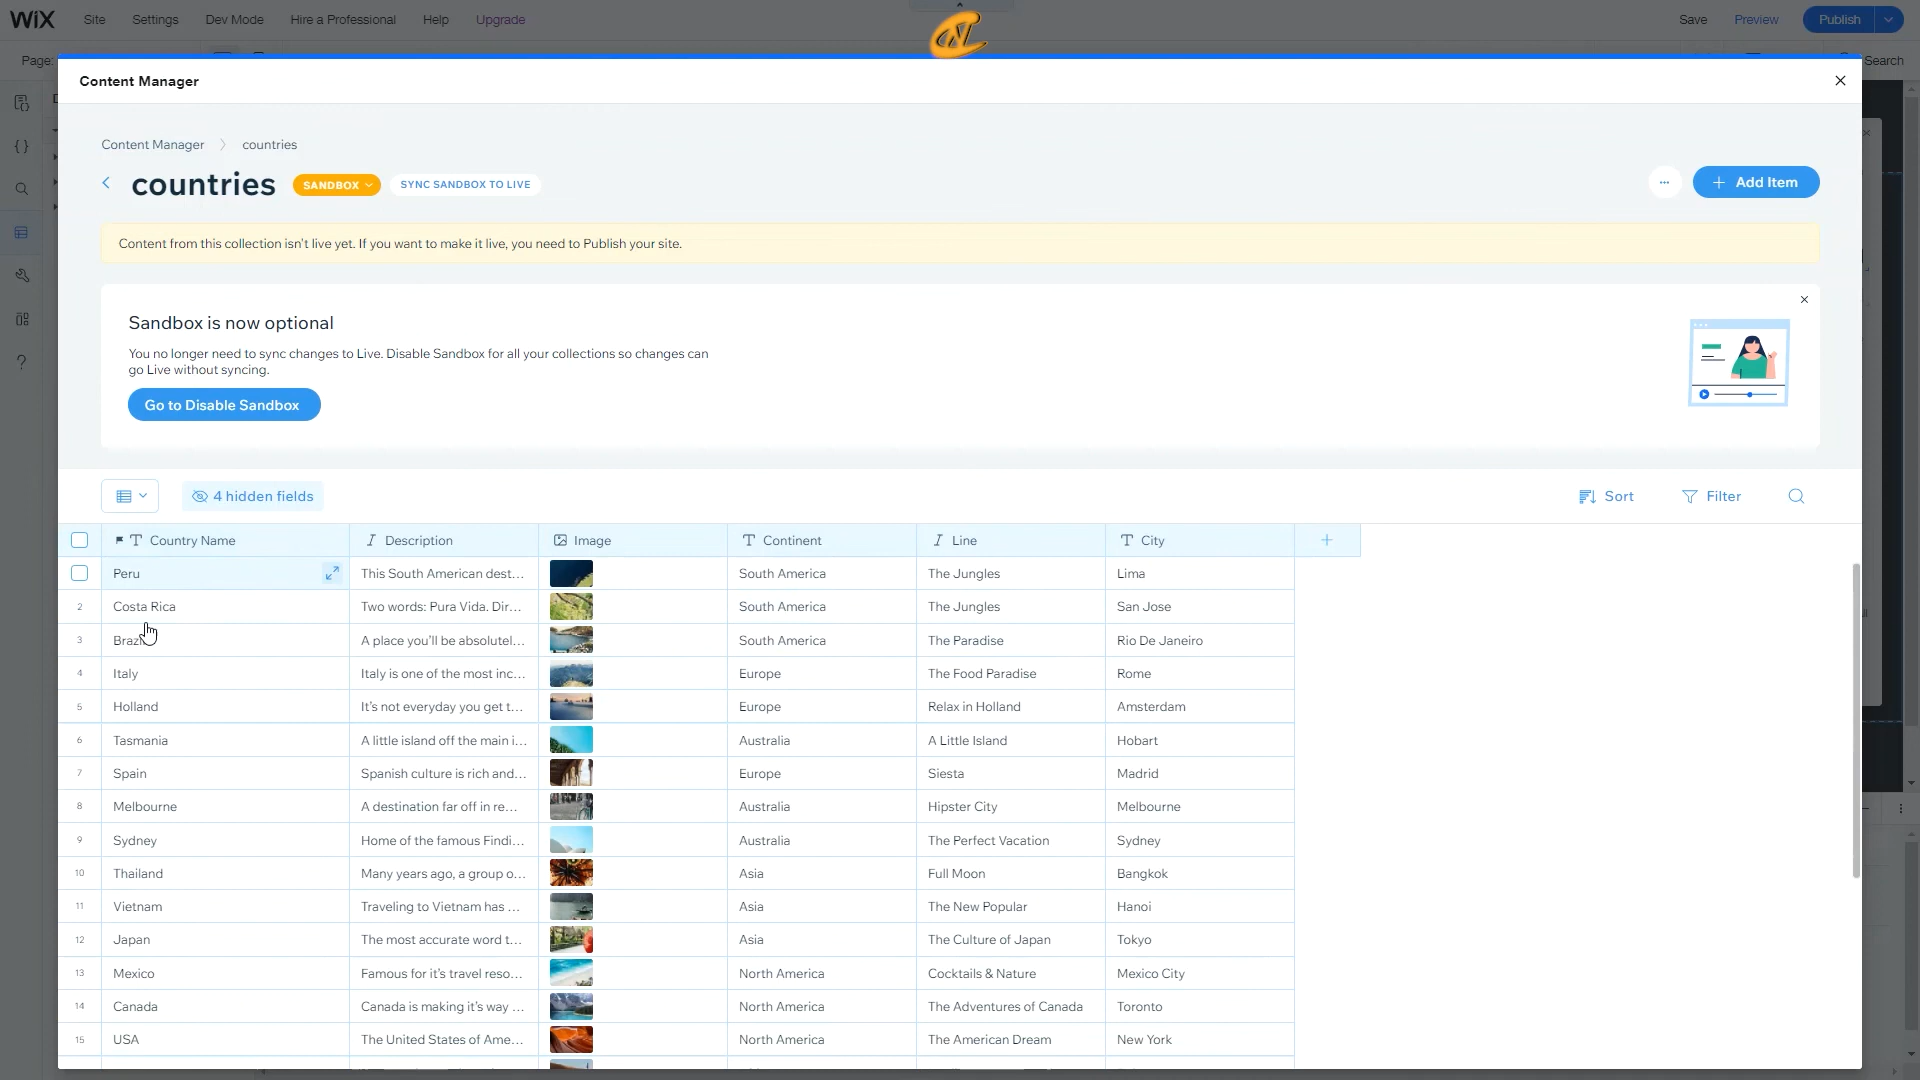 WiX Site Settings Dev Mode Hire a Professional Help Upgrade Save Preview Publish
Page: Search
Content Manager
Content Manager countries
countries SANDBOX SYNC SANDBOX TO LIVE ... + Add Item
Content from this collection isn't live yet. If you want to make it live, you need to Publish your site.
Sandbox is now optional
You no longer need to sync changes to Live. Disable Sandbox for all your collections so changes can
go Live without syncing.
Go to Disable Sandbox
4 hidden fields Sort Filter
Country Name Description Image Continent Line City +
Peru This South American dest... South America The Jungles Lima
2 Costa Rica Two words: Pura Vida. Dir... South America The Jungles San Jose
3 A place you'll be absolutel... South America The Paradise Rio De Janeiro
4 Italy Italy is one of the most inc... Europe The Food Paradise Rome
5 Holland It's not everyday you get t... Europe Relax in Holland Amsterdam
6 Tasmania A little island off the main i... Australia A Little Island Hobart
7 Spain Spanish culture is rich and... Europe Siesta Madrid
8 Melbourne A destination far off in re... Australia Hipster City Melbourne
9 Sydney Home of the famous Findi... Australia The Perfect Vacation Sydney
10 Thailand Many years ago, a group o... Asia Full Moon Bangkok
11 Vietnam Traveling to Vietnam has ... Asia The New Popular Hanoi
12 Japan The most accurate word t... Asia The Culture of Japan Tokyo
13 Mexico Famous for it's travel reso... North America Cocktails & Nature Mexico City
14 Canada Canada is making it's way ... North America The Adventures of Canada Toronto
15 USA The United States of Ame... North America The American Dream New York